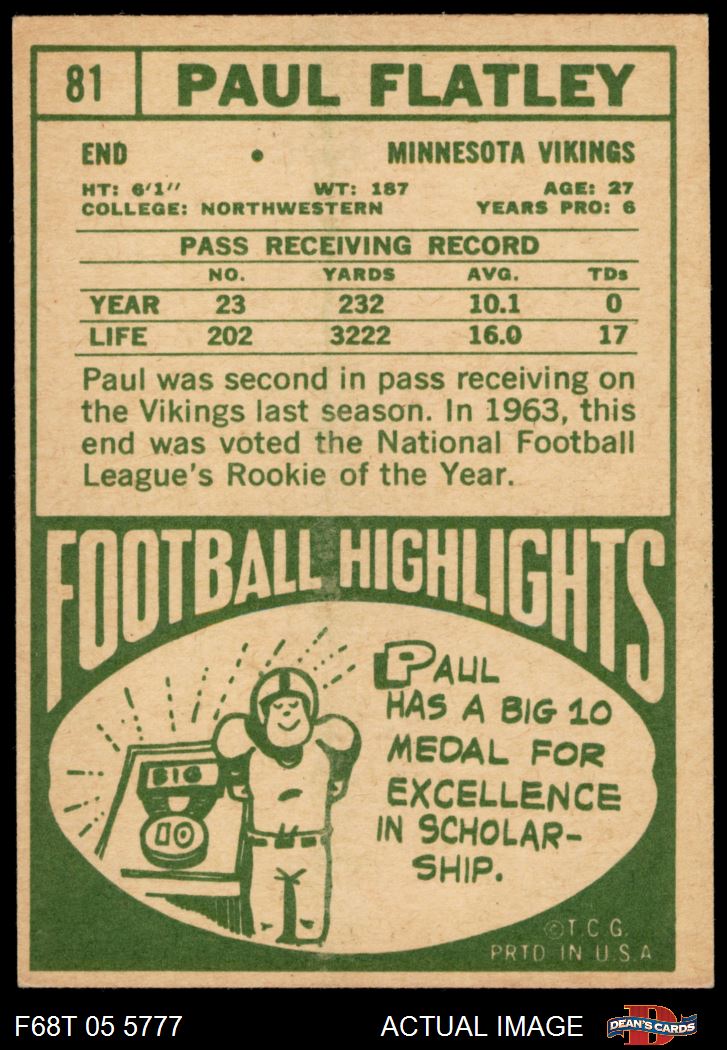 81 PAUL FLATLEY
END • MINNESOTA VIKINGS
HT: 6'1" WT: 187 AGE: 27
COLLEGE: NORTHWESTERN YEARS PRO: 6
PASS RECEIVING RECORD
NO. YARDS AVG. TDs
YEAR 23 232 10.1 0
LIFE 202 3222 16.0 17
Paul was second in pass receiving on
the Vikings last season. In 1963, this
end was voted the National Football
League's Rookie of the Year.
FOOTBALL HIGHLIGHTS
PAUL
HAS A BIG 10
MEDAL FOR
EXCELLENCE
IN SCHOLAR-
SHIP.
BIG
10
©T.C.G.
PRTD IN U.S.A
F68T 05 5777 ACTUAL IMAGE D DEAN'S CARDS